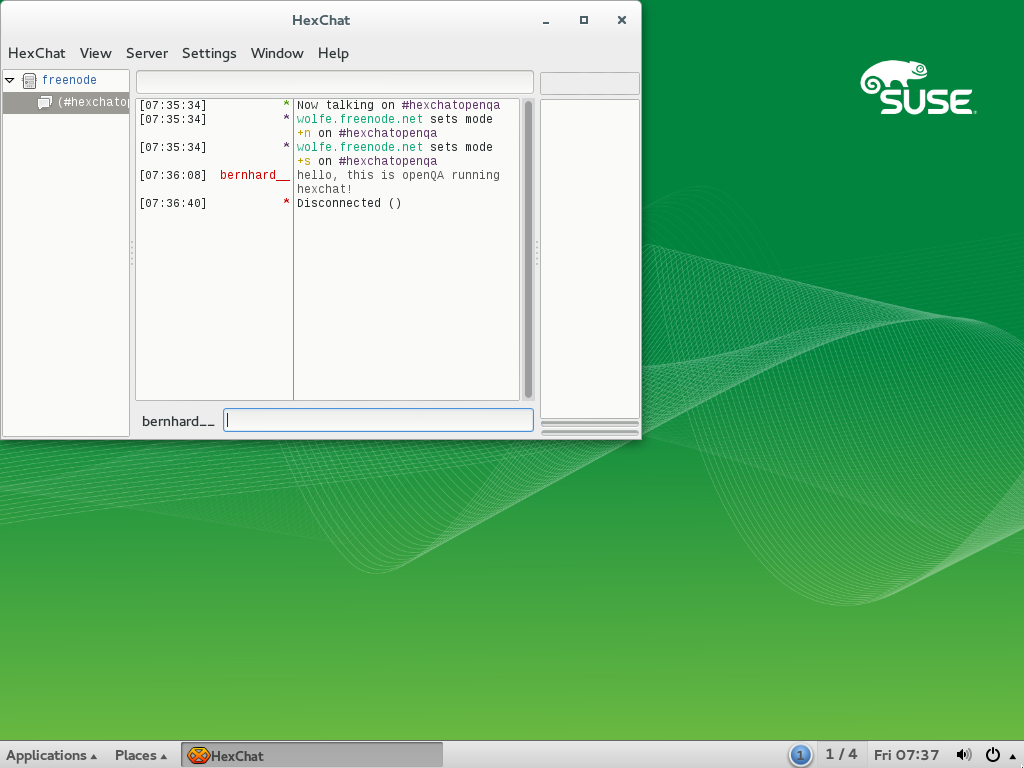 HexChat
HexChat View Server Settings Window Help
freenode
(#hexchatop
[07:35:34] * Now talking on #hexchatopenqa
[07:35:34] * wolfe.freenode.net sets mode
+n on #hexchatopenqa
[07:35:34] * wolfe.freenode.net sets mode
+s on #hexchatopenqa
[07:36:08] bernhard__ hello, this is openQA running
hexchat!
[07:36:40] * Disconnected ()
bernhard__
SUSE
Applications Places HexChat 1 1 / 4 Fri 07:37